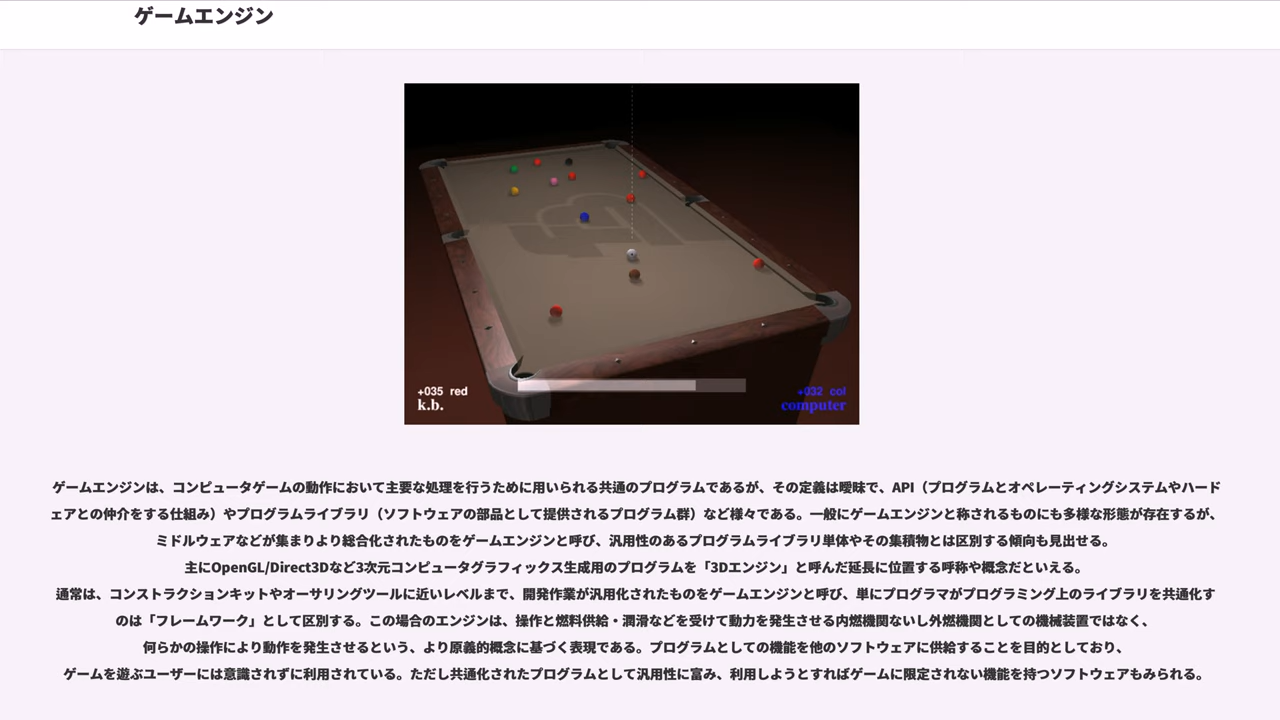 ゲームエンジン
+035 red
k.b.
+032 col
computer
ゲームエンジンは、コンピュータゲームの動作において主要な処理を行うために用いられる共通のプログラムであるが、その定義は曖昧で、API（プログラムとオペレーティングシステムやハード
ェアとの仲介をする仕組み）やプログラムライブラリ（ソフトウェアの部品として提供されるプログラム群）など様々である。一般にゲームエンジンと称されるものにも多様な形態が存在するが、
ミドルウェアなどが集まりより総合化されたものをゲームエンジンと呼び、汎用性のあるプログラムライブラリ単体やその集積物とは区別する傾向も見出せる。
主にOpenGL/Direct3Dなど3次元コンピュータグラフィックス生成用のプログラムを「3Dエンジン」と呼んだ延長に位置する呼称や概念だといえる。
通常は、コンストラクションキットやオーサリングツールに近いレベルまで、開発作業が汎用化されたものをゲームエンジンと呼び、単にプログラマがプログラミング上のライブラリを共通化す
のは「フレームワーク」として区別する。この場合のエンジンは、操作と燃料供給・潤滑などを受けて動力を発生させる内燃機関ないし外燃機関としての機械装置ではなく、
何らかの操作により動作を発生させるという、より原義的概念に基づく表現である。プログラムとしての機能を他のソフトウェアに供給することを目的としており、
ゲームを遊ぶユーザーには意識されずに利用されている。ただし共通化されたプログラムとして汎用性に富み、利用しようとすればゲームに限定されない機能を持つソフトウェアもみられる。